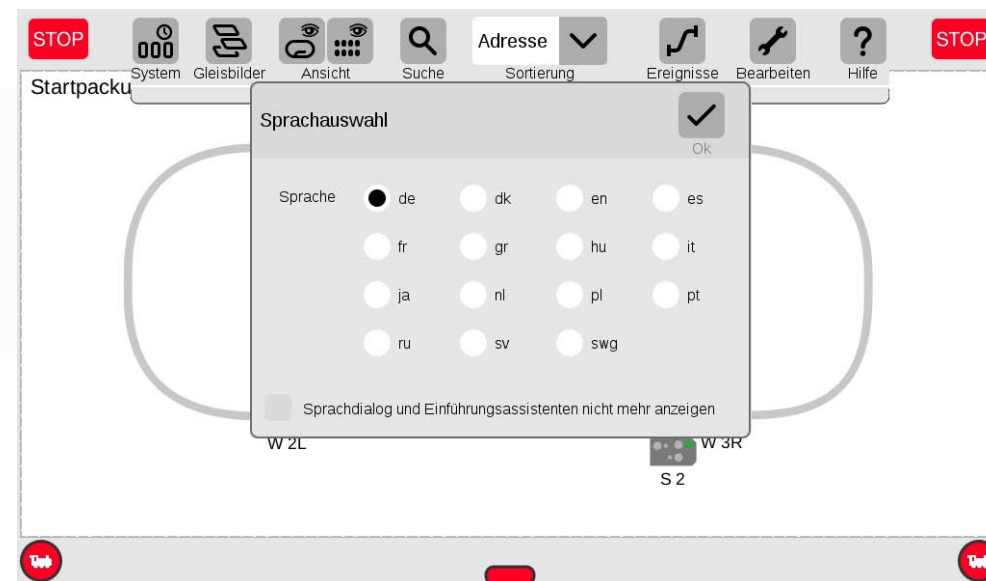 STOP
000
Adresse
?
STOP
System Gleisbilder Ansicht Suche Sortierung Ereignisse Bearbeiten Hilfe
Startpacku
Sprachauswahl
Ok
Sprache de dk en es
fr gr hu it
ja nl pl pt
ru sv swg
Sprachdialog und Einführungsassistenten nicht mehr anzeigen
W 2L
W 3R
S 2